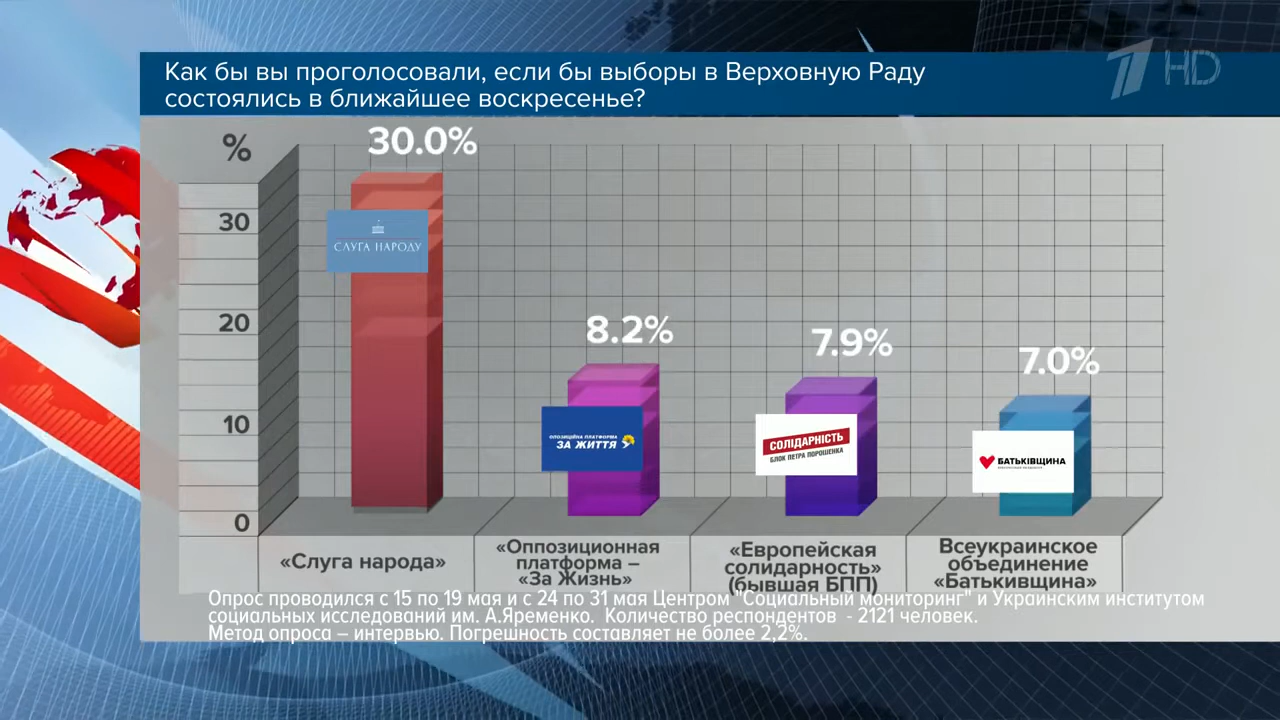 Как бы вы проголосовали, если бы выборы в Верховную Раду
состоялись в ближайшее воскресенье?
HD
%
30.0%
8.2%
7.9%
7.0%
30
20
10
0
СЛУГА НАРОДУ
ОПОЗИЦІЙНА ПЛАТФОРМА
ЗА ЖИТТЯ
СОЛІДАРНІСТЬ
БЛОК ПЕТРА ПОРОШЕНКА
БАТЬКІВЩИНА
«Слуга народа»
«Оппозиционная
платформа –
«За Жизнь»
«Европейская
солидарность»
(бывшая БПП)
Всеукраинское
объединение
«Батькивщина»
Опрос проводился с 15 по 19 мая и с 24 по 31 мая Центром "Социальный мониторинг" и Украинским институтом
социальных исследований им. А.Яременко. Количество респондентов - 2121 человек.
Метод опроса – интервью. Погрешность составляет не более 2,2%.